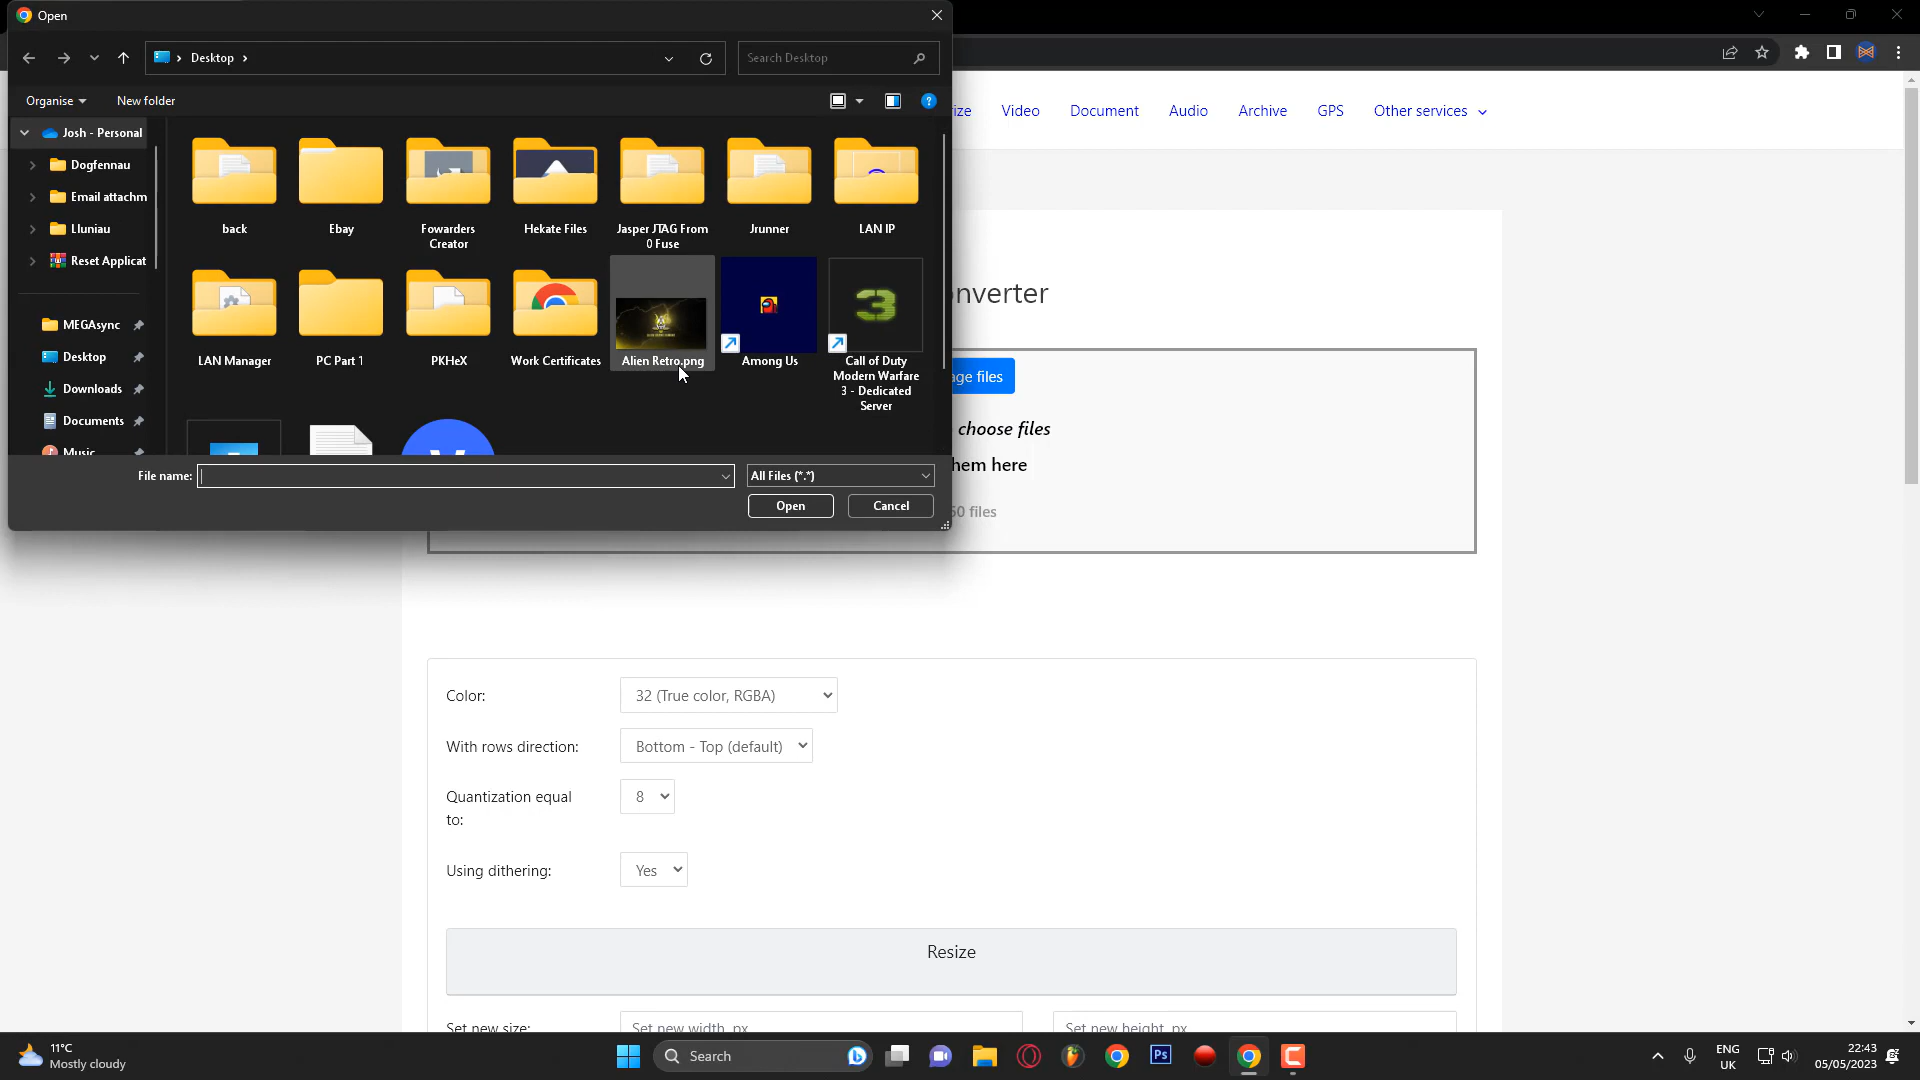 Open
Desktop
Search Desktop
Organise
New folder
Josh - Personal
Dogfennau
Email attachm
Lluniau
Reset Applicat
MEGAsync
Desktop
Downloads
Documents
Music
back
Ebay
Fowarders
Creator
Hekate Files
Jasper JTAG From
0 Fuse
Jrunner
LAN IP
LAN Manager
PC Part 1
PKHeX
Work Certificates
Alien Retro.png
Among Us
Call of Duty
Modern Warfare
3 - Dedicated
Server
File name:
All Files (*.*)
Open
Cancel
ize
Video
Document
Audio
Archive
GPS
Other services
nverter
age files
choose files
hem here
50 files
Color:
32 (True color, RGBA)
With rows direction:
Bottom - Top (default)
Quantization equal
to:
8
Using dithering:
Yes
Resize
Set new size:
Set new width, px
Set new height, px
11°C
Mostly cloudy
Search
Ps
ENG
UK
22:43
05/05/2023